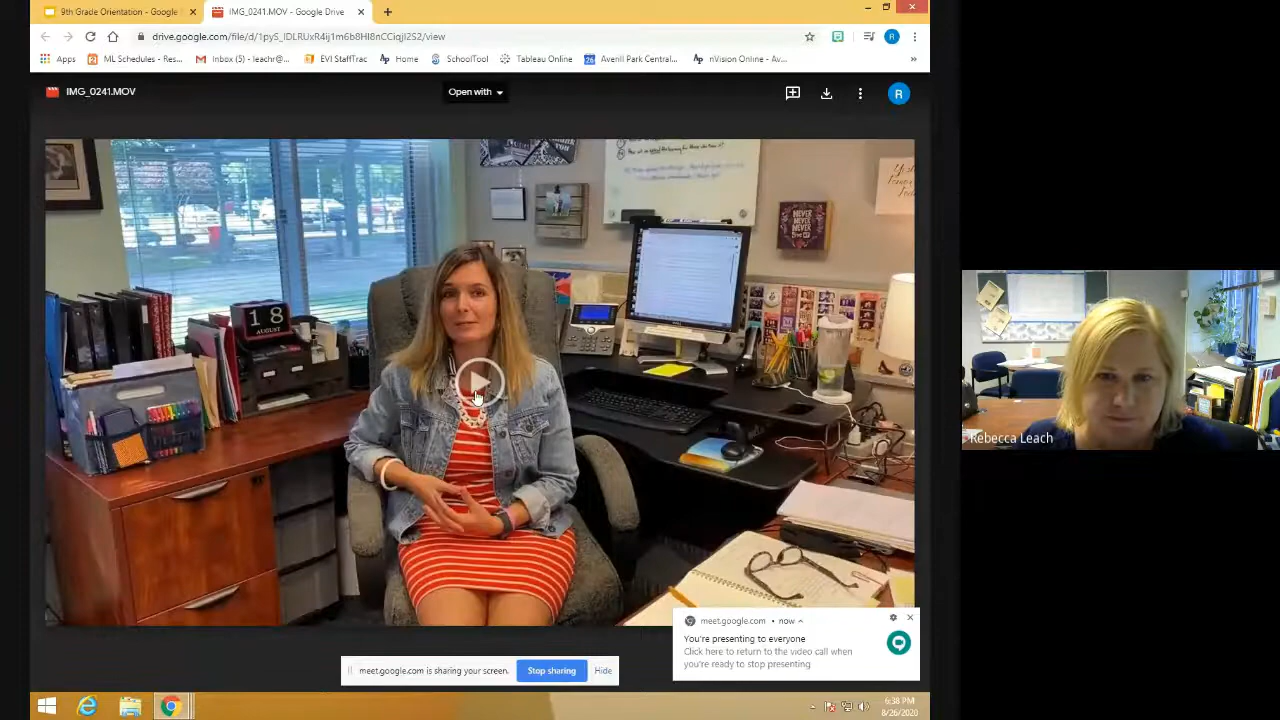 9th Grade Orientation - Google
IMG_0241.MOV - Google Drive
drive.google.com/file/d/1pyS_IDLRUxR4ij1m6b8HI8nCCiqjI2S2/view
Apps
ML Schedules - Res...
Inbox (5) - leachr@...
EVI StaffTrac
Home
SchoolTool
Tableau Online
Averill Park Central...
nVision Online - Av...
IMG_0241.MOV
Open with
R
18
AUGUST
NEVER
NEVER
NEVER
Rebecca Leach
meet.google.com • now
You're presenting to everyone
Click here to return to the video call when
you're ready to stop presenting
meet.google.com is sharing your screen.
Stop sharing
Hide
6:38 PM
8/26/2020